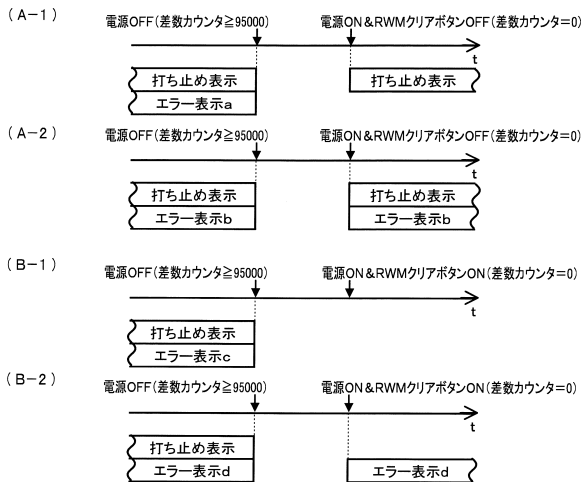 (A-1)
電源OFF(差数カウンタ≧95000) 電源ON&RWMクリアボタンOFF(差数カウンタ=0)
t
打ち止め表示 打ち止め表示
エラー表示a
(A-2)
電源OFF(差数カウンタ≧95000) 電源ON&RWMクリアボタンOFF(差数カウンタ=0)
t
打ち止め表示 打ち止め表示
エラー表示b エラー表示b
(B-1)
電源OFF(差数カウンタ≧95000) 電源ON&RWMクリアボタンON(差数カウンタ=0)
t
打ち止め表示
エラー表示c
(B-2)
電源OFF(差数カウンタ≧95000) 電源ON&RWMクリアボタンON(差数カウンタ=0)
t
打ち止め表示
エラー表示d エラー表示d